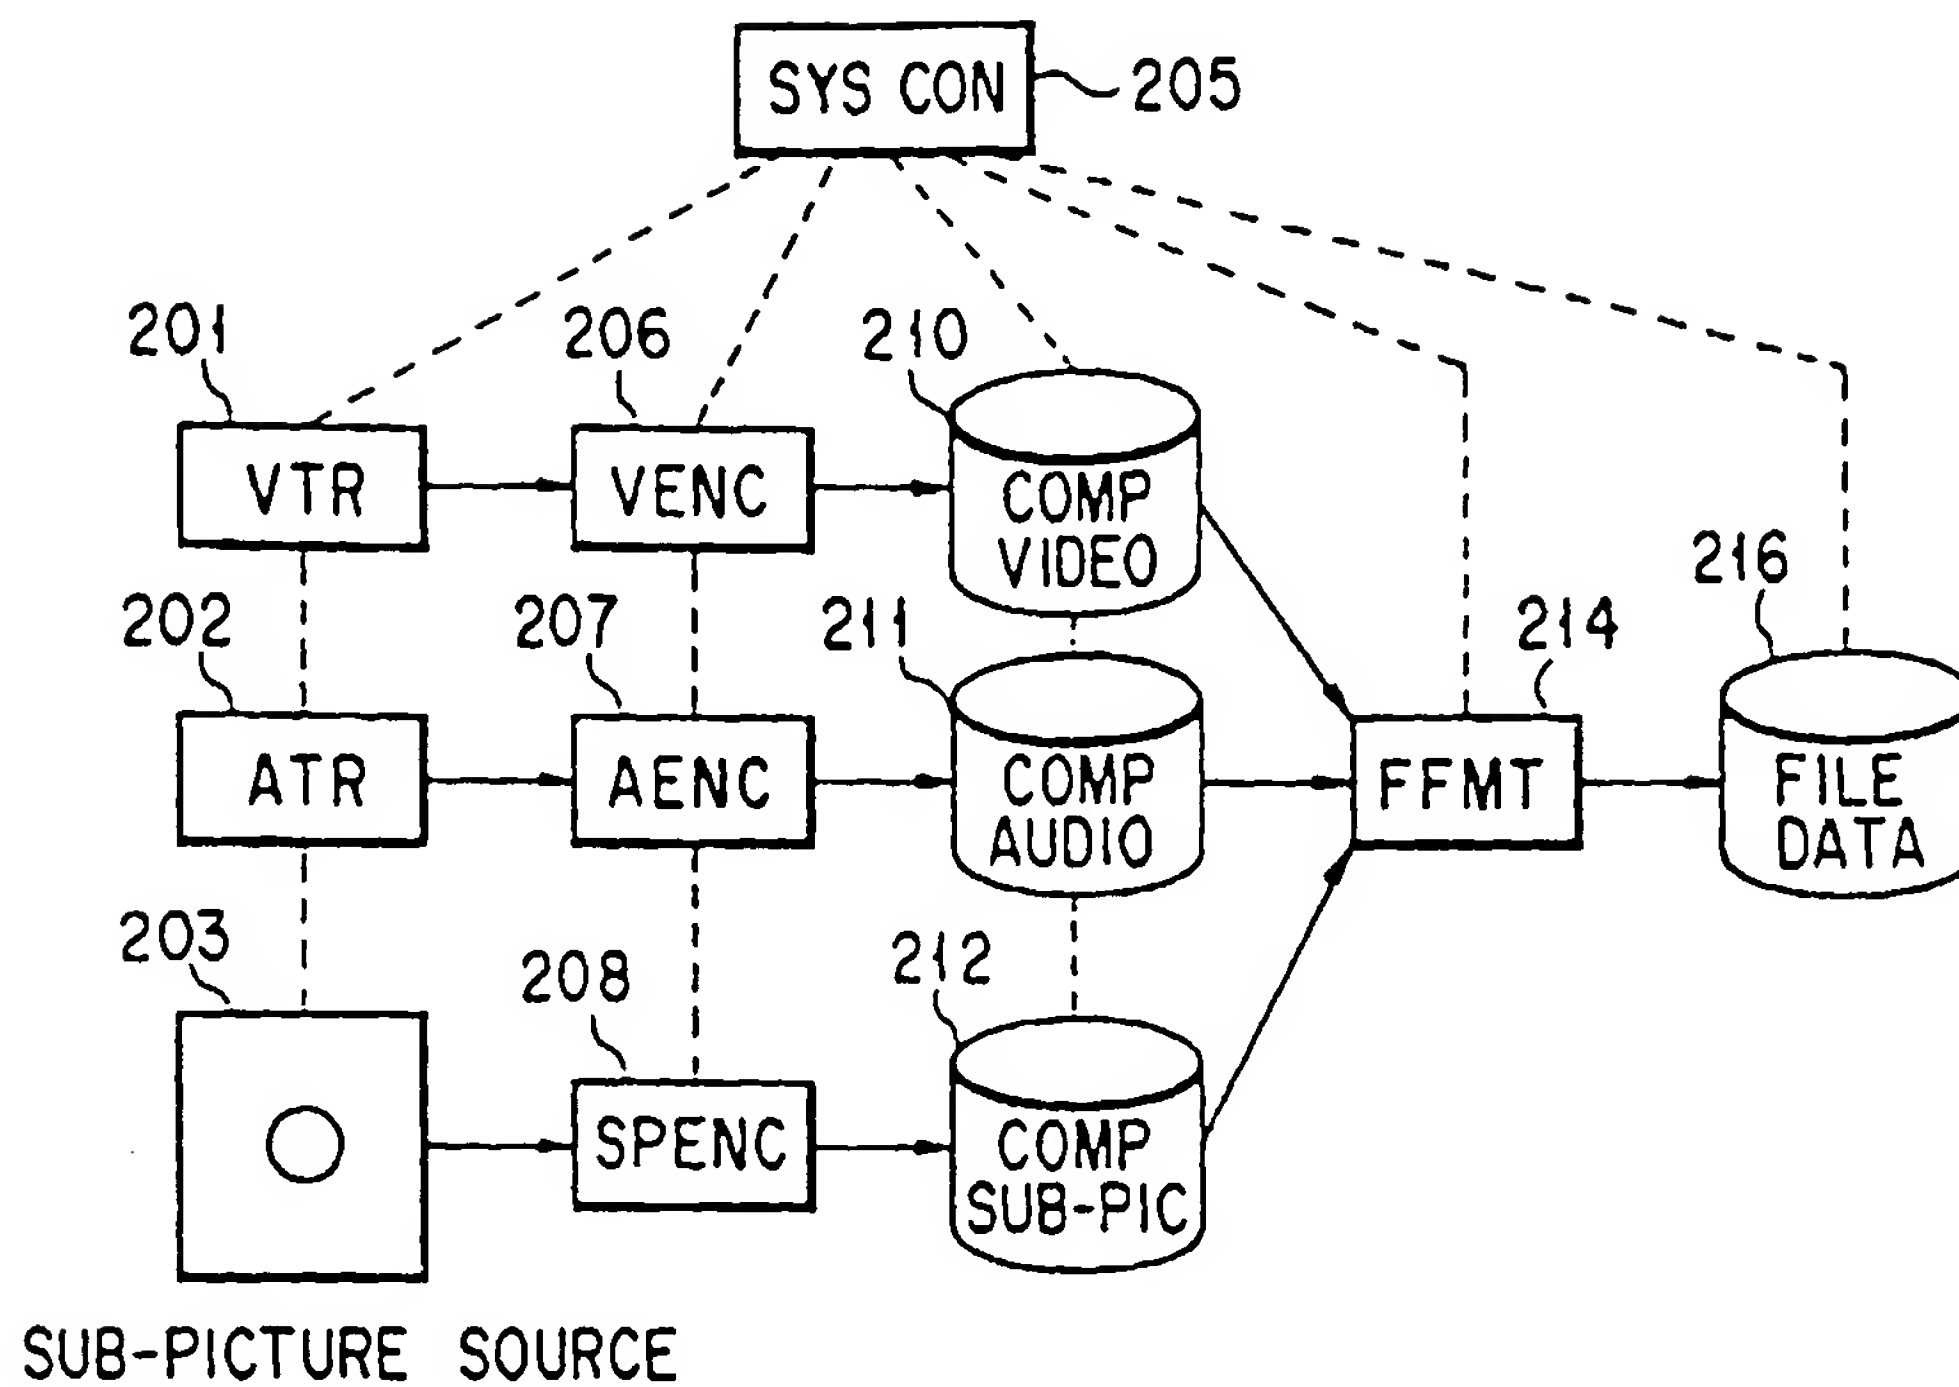 SYS CON
205
201
206
210
VTR
VENC
COMP
VIDEO
216
202
207
211
214
ATR
AENC
COMP
AUDIO
FFMT
FILE
DATA
203
208
212
SPENC
COMP
SUB-PIC
SUB-PICTURE SOURCE